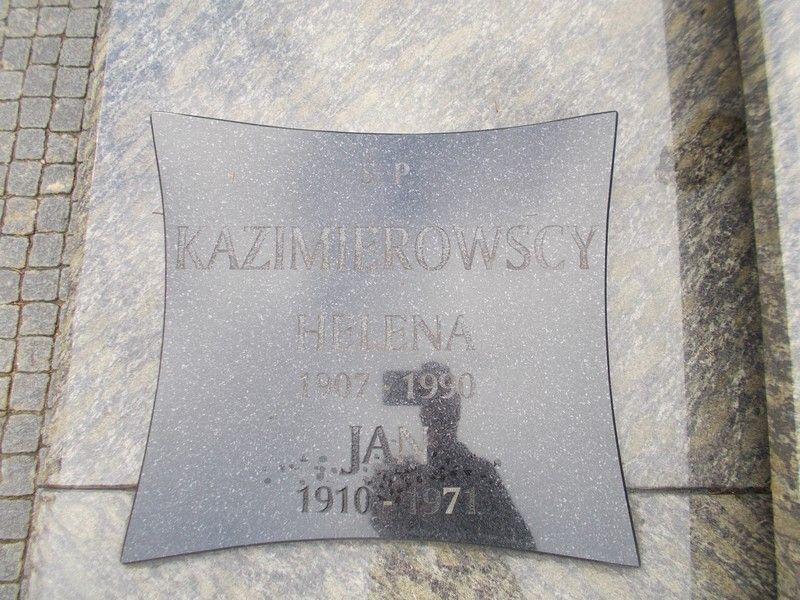 Ś P
KAZIMIEROWSCY
HELENA
1907 - 1990
JAN
1910 - 1971